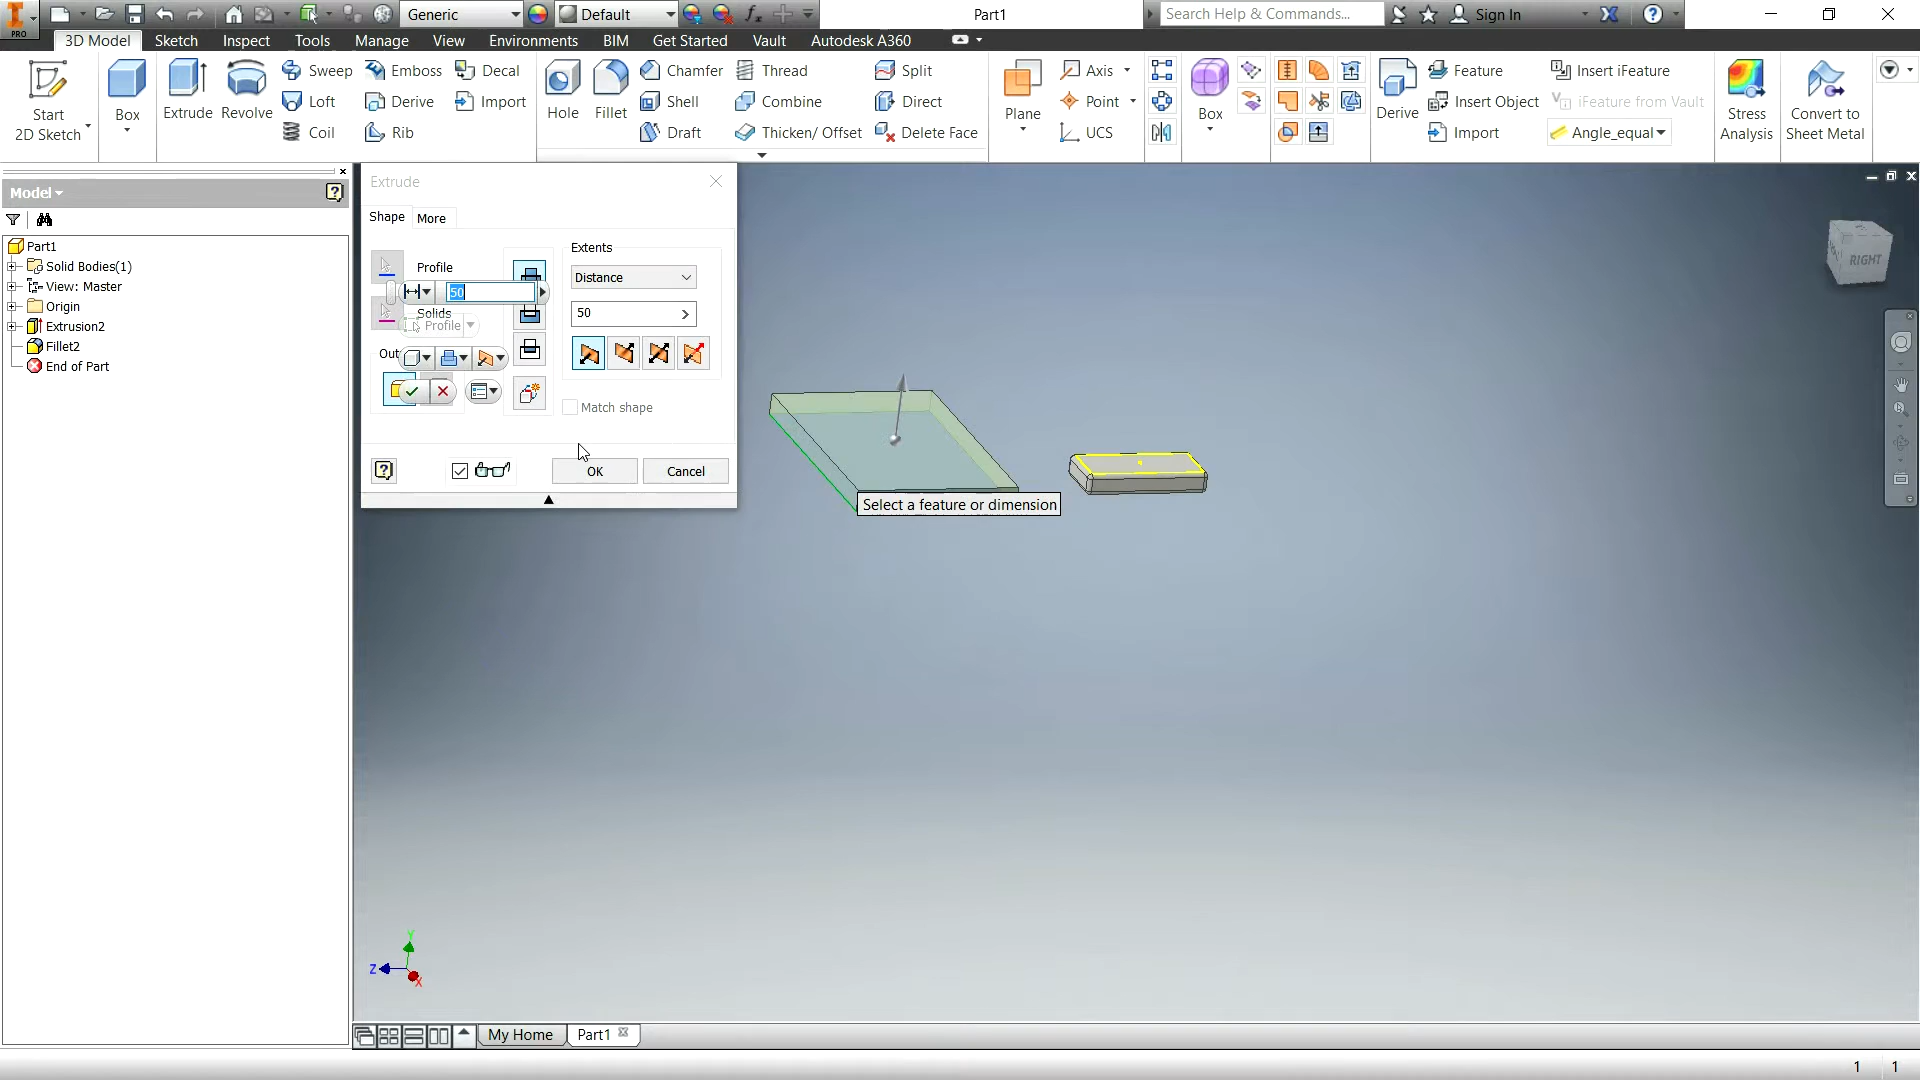 Generic
Default
Part1
Search Help & Commands...
Sign In
PRO
3D Model
Sketch
Inspect
Tools
Manage
View
Environments
BIM
Get Started
Vault
Autodesk A360
Start
2D Sketch
Box
Extrude
Revolve
Sweep
Loft
Coil
Emboss
Derive
Rib
Decal
Import
Hole
Fillet
Chamfer
Shell
Draft
Thread
Combine
Thicken/ Offset
Split
Direct
Delete Face
Plane
Axis
Point
UCS
Box
Derive
Feature
Insert Object
Import
Insert iFeature
iFeature from Vault
Angle_equal
Stress
Analysis
Convert to
Sheet Metal
Model
Part1
Solid Bodies(1)
View: Master
Origin
Extrusion2
Fillet2
End of Part
Extrude
Shape
More
Profile
50
Solids
Profile
Out
Extents
Distance
50
Match shape
OK
Cancel
Select a feature or dimension
RIGHT
Y
Z
X
My Home
Part1
1
1